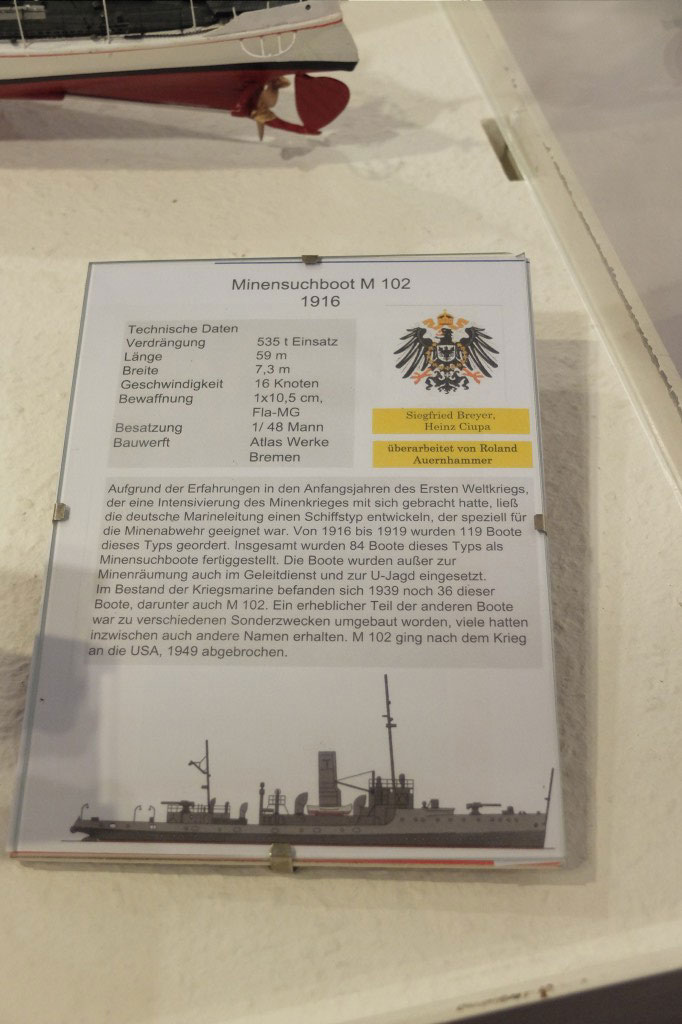 Minensuchboot M 102
1916
Technische Daten
Verdrängung 535 t Einsatz
Länge 59 m
Breite 7,3 m
Geschwindigkeit 16 Knoten
Bewaffnung 1x10,5 cm,
Fla-MG
Besatzung 1/ 48 Mann
Bauwerft Atlas Werke
Bremen
Siegfried Breyer,
Heinz Ciupa
überarbeitet von Roland
Auernhammer
Aufgrund der Erfahrungen in den Anfangsjahren des Ersten Weltkriegs,
der eine Intensivierung des Minenkrieges mit sich gebracht hatte, ließ
die deutsche Marineleitung einen Schiffstyp entwickeln, der speziell für
die Minenabwehr geeignet war. Von 1916 bis 1919 wurden 119 Boote
dieses Typs geordert. Insgesamt wurden 84 Boote dieses Typs als
Minensuchboote fertiggestellt. Die Boote wurden außer zur
Minenräumung auch im Geleitdienst und zur U-Jagd eingesetzt.
Im Bestand der Kriegsmarine befanden sich 1939 noch 36 dieser
Boote, darunter auch M 102. Ein erheblicher Teil der anderen Boote
war zu verschiedenen Sonderzwecken umgebaut worden, viele hatten
inzwischen auch andere Namen erhalten. M 102 ging nach dem Krieg
an die USA, 1949 abgebrochen.